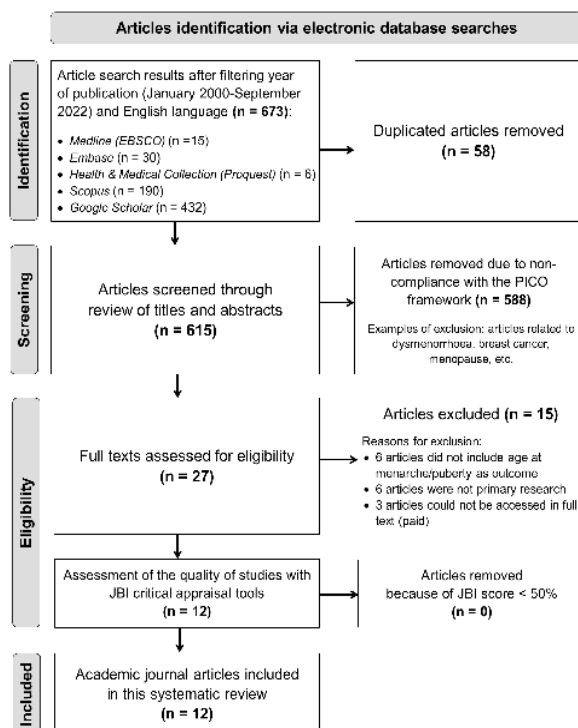 Articles identification via electronic database searches
Identification
Article search results after filtering year
of publication (January 2000-September
2022) and English language (n = 673):
• Medline (EBSCO) (n =15)
• Embase (n = 30)
• Health & Medical Collection (Proquest) (n = 6)
• Scopus (n = 190)
• Google Scholar (n = 432)
Duplicated articles removed
(n = 58)
Screening
Articles screened through
review of titles and abstracts
(n = 615)
Articles removed due to non-
compliance with the PICO
framework (n = 588)
Examples of exclusion: articles related to
dysmenorrhoea, breast cancer,
menopause, etc.
Eligibility
Full texts assessed for eligibility
(n = 27)
Articles excluded (n = 15)
Reasons for exclusion:
• 6 articles did not include age at
menarche/puberty as outcome
• 6 articles were not primary research
• 3 articles could not be accessed in full
text (paid)
Assessment of the quality of studies with
JBI critical appraisal tools
(n = 12)
Articles removed
because of JBI score < 50%
(n = 0)
Included
Academic journal articles included
in this systematic review
(n = 12)